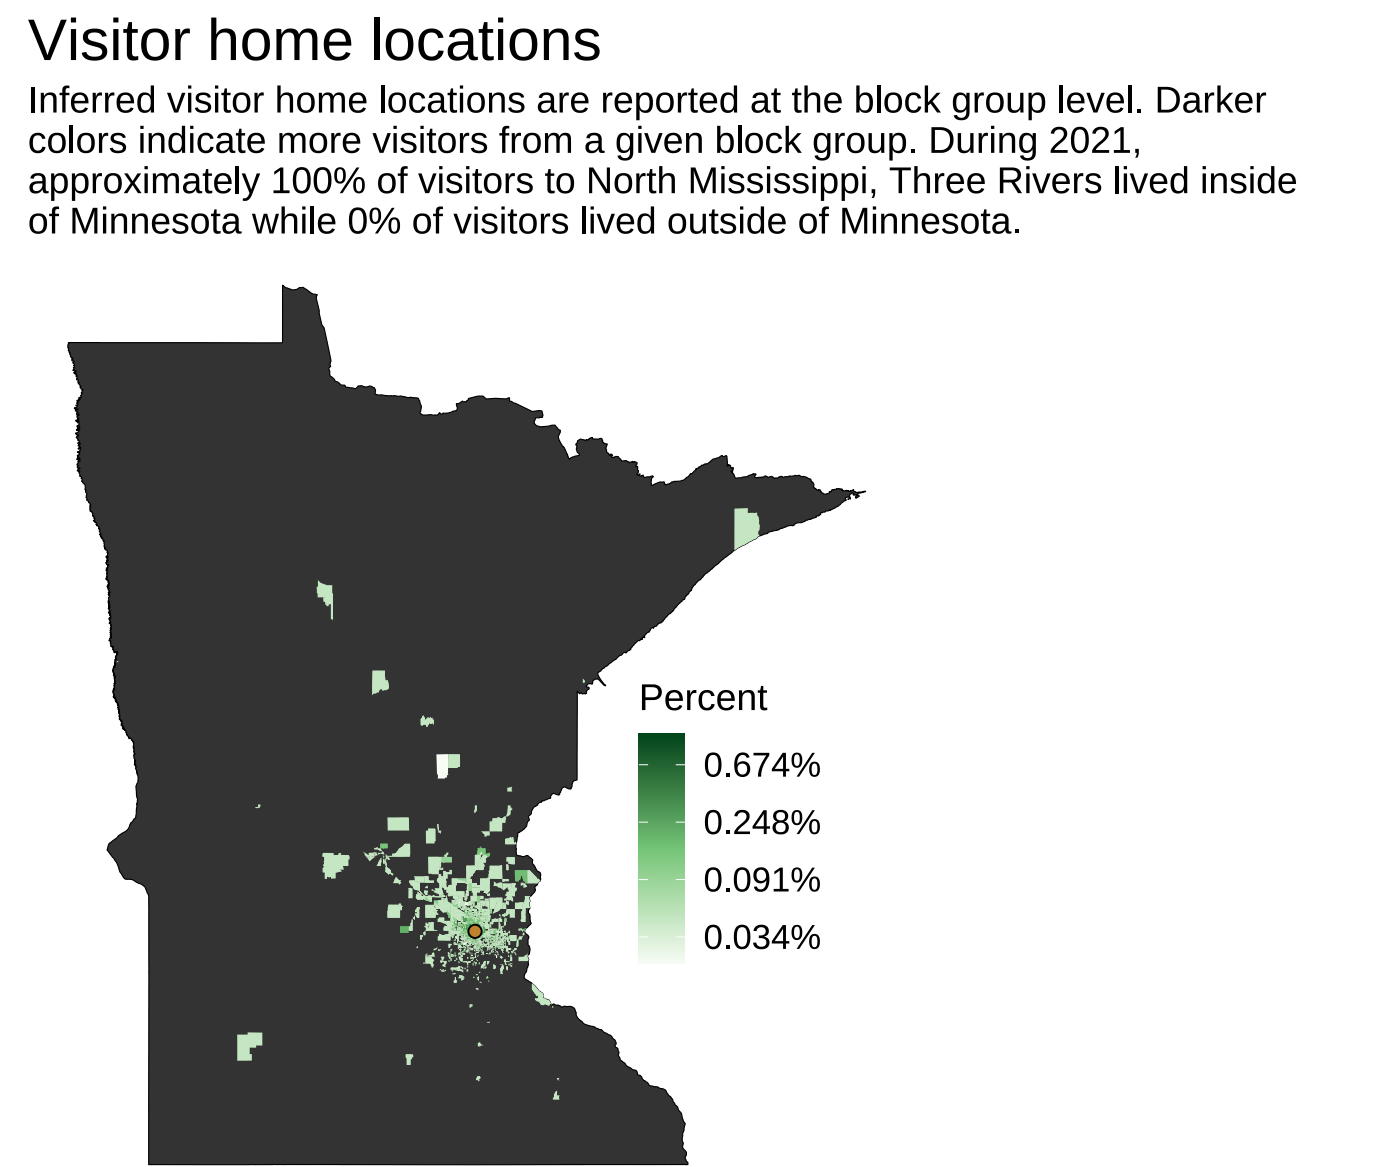 Visitor home locations
Inferred visitor home locations are reported at the block group level. Darker
colors indicate more visitors from a given block group. During 2021,
approximately 100% of visitors to North Mississippi, Three Rivers lived inside
of Minnesota while 0% of visitors lived outside of Minnesota.
Percent
0.674%
0.248%
0.091%
0.034%